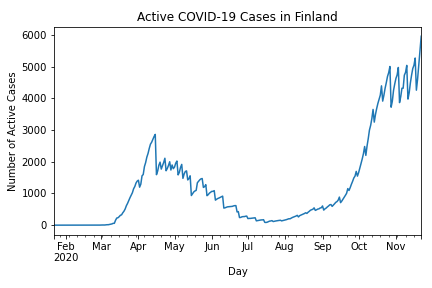 Active COVID-19 Cases in Finland
Number of Active Cases
6000
5000
4000
3000
2000
1000
0
Feb Mar Apr May Jun Jul Aug Sep Oct Nov
2020
Day